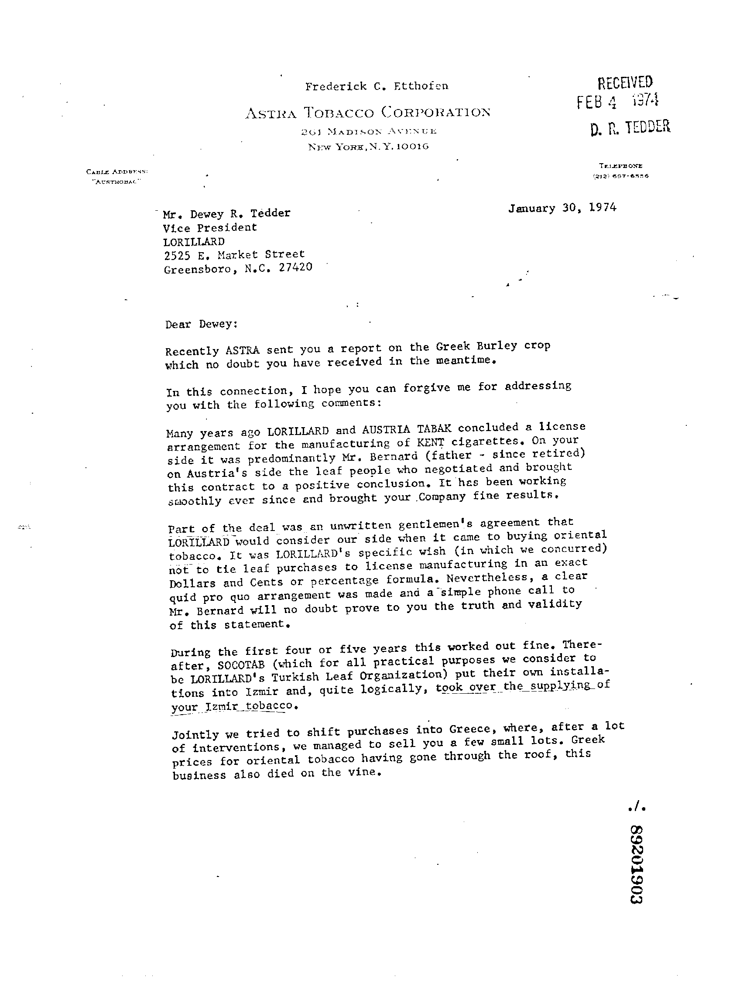 Frederick C. Etthofen
RECEIVED
FEB 4 1974
D. R. TEDDER
ASTRA TOBACCO CORPORATION
261 MADISON AVENUE
NEW YORK, N.Y. 10016
CABLE ADDRESS:
"AUSTROBAC"
TELEPHONE
(212)
January 30, 1974
Mr. Dewey R. Tedder
Vice President
LORILLARD
2525 E. Market Street
Greensboro, N.C. 27420
Dear Dewey:
Recently ASTRA sent you a report on the Greek Burley crop
which no doubt you have received in the meantime.
In this connection, I hope you can forgive me for addressing
you with the following comments:
Many years ago LORILLARD and AUSTRIA TABAK concluded a license
arrangement for the manufacturing of KENT cigarettes. On your
side it was predominantly Mr. Bernard (father - since retired)
on Austria's side the leaf people who negotiated and brought
this contract to a positive conclusion. It has been working
smoothly ever since and brought your Company fine results.
Part of the deal was an unwritten gentlemen's agreement that
LORILLARD would consider our side when it came to buying oriental
tobacco. It was LORILLARD's specific wish (in which we concurred)
not to tie leaf purchases to license manufacturing in an exact
Dollars and Cents or percentage formula. Nevertheless, a clear
quid pro quo arrangement was made and a simple phone call to
Mr. Bernard will no doubt prove to you the truth and validity
of this statement.
During the first four or five years this worked out fine. There-
after, SOCOTAB (which for all practical purposes we consider to
be LORILLARD's Turkish Leaf Organization) put their own installa-
tions into Izmir and, quite logically, took over the supplying of
your Izmir tobacco.
Jointly we tried to shift purchases into Greece, where, after a lot
of interventions, we managed to sell you a few small lots. Greek
prices for oriental tobacco having gone through the roof, this
business also died on the vine.
./.
89201903